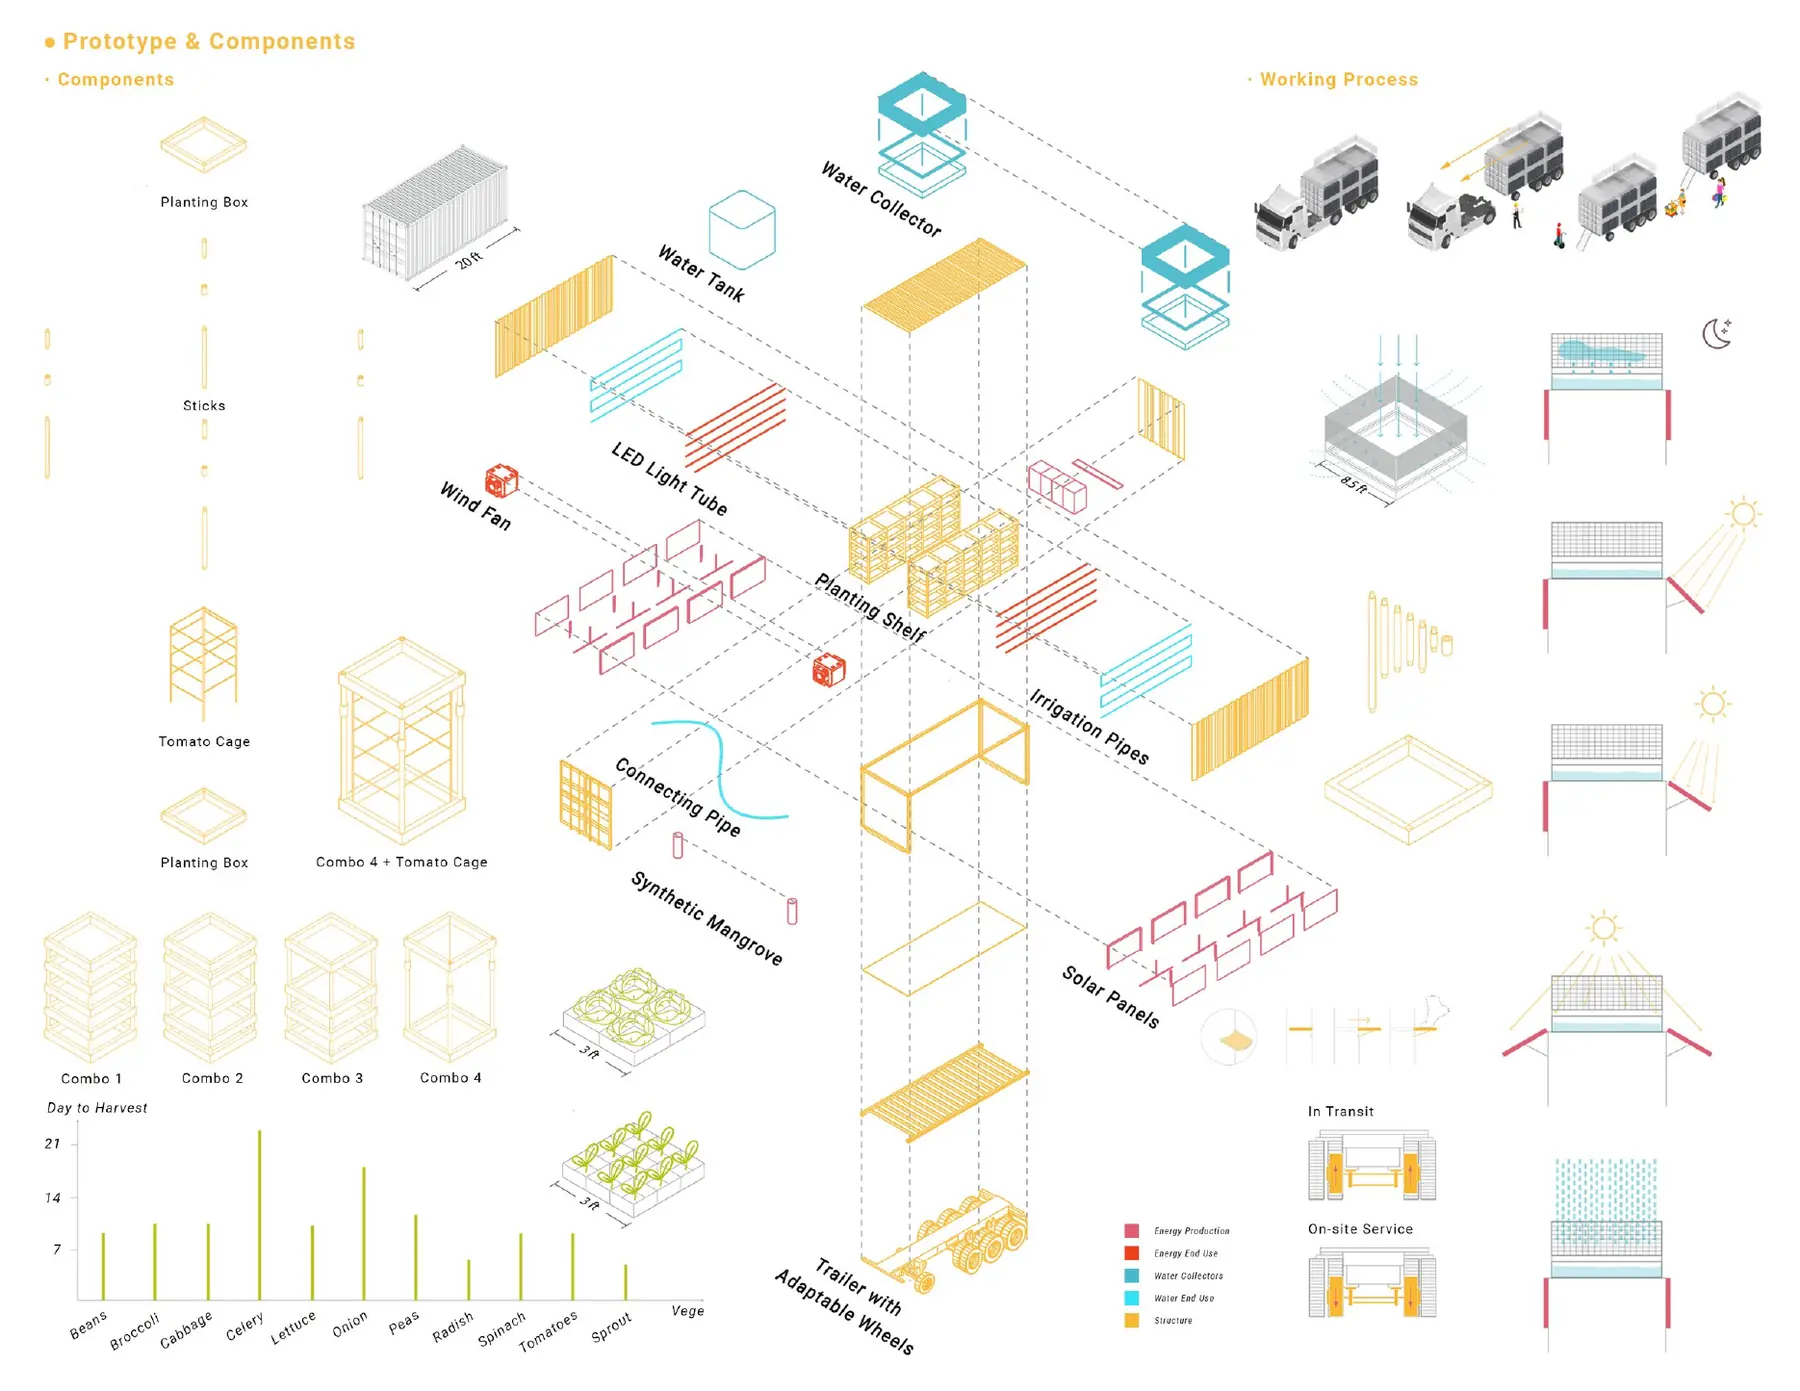 Prototype & Components
· Components
Planting Box
Sticks
Tomato Cage
Planting Box
Combo 4 + Tomato Cage
Combo 1
Combo 2
Combo 3
Combo 4
Day to Harvest
21
14
7
Beans
Broccoli
Cabbage
Celery
Lettuce
Onion
Peas
Radish
Spinach
Tomatoes
Sprout
Vege
20 ft
Water Tank
Water Collector
LED Light Tube
Wind Fan
Planting Shelf
Irrigation Pipes
Connecting Pipe
Synthetic Mangrove
Solar Panels
3 ft
3 ft
Trailer with
Adaptable Wheels
Energy Production
Energy End Use
Water Collectors
Water End Use
Structure
· Working Process
8.5 ft
In Transit
On-site Service